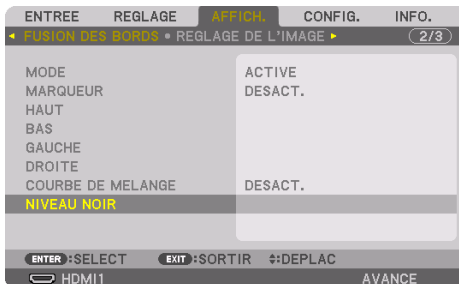 ENTREE REGLAGE AFFICH. CONFIG. INFO.
FUSION DES BORDS • REGLAGE DE L'IMAGE 2/3
MODE ACTIVE
MARQUEUR DESACT.
HAUT
BAS
GAUCHE
DROITE
COURBE DE MELANGE DESACT.
NIVEAU NOIR
ENTER :SELECT EXIT :SORTIR :DEPLAC
HDMI1 AVANCE